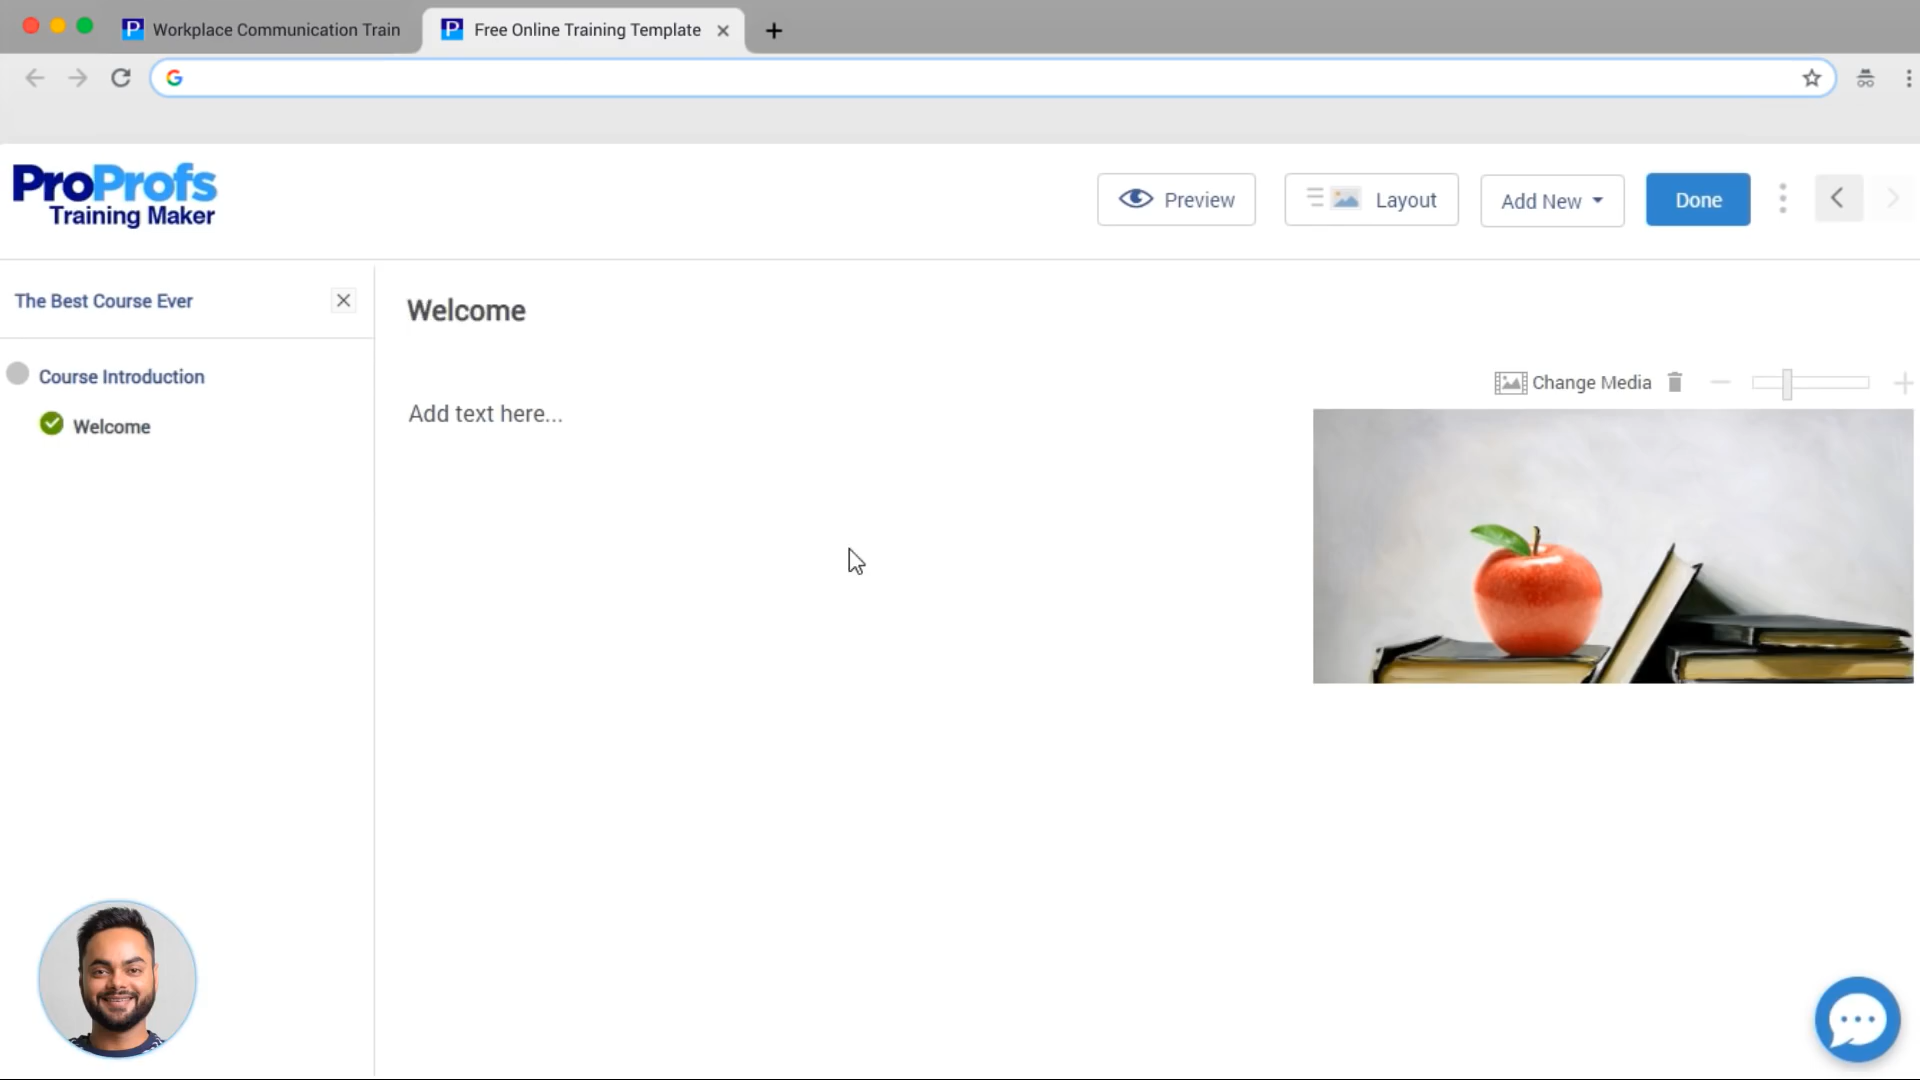 Workplace Communication Train
Free Online Training Template
ProProfs
Training Maker
Preview
Layout
Add New
Done
The Best Course Ever
Course Introduction
Welcome
Welcome
Change Media
Add text here...